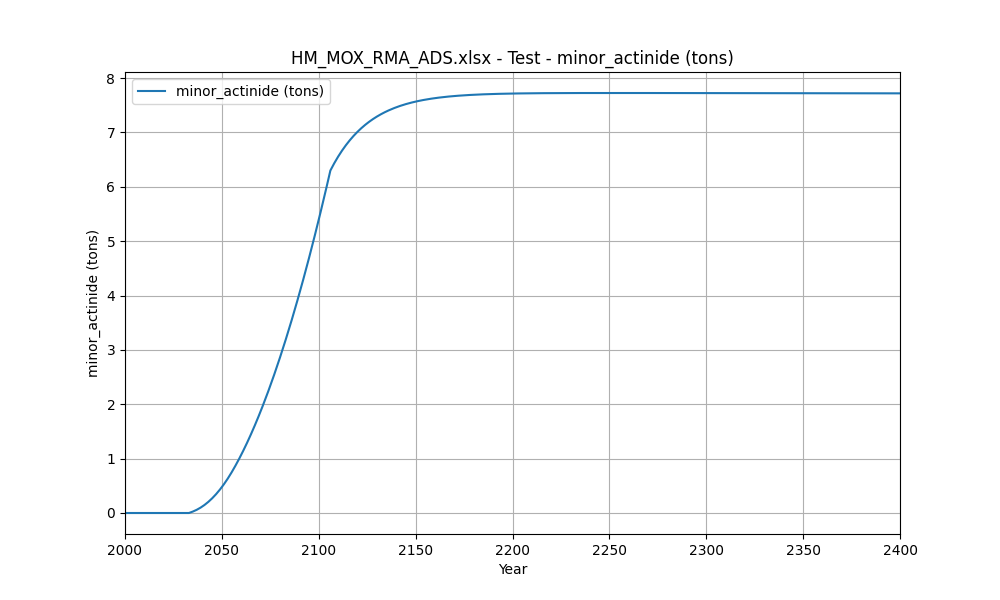 HM_MOX_RMA_ADS.xlsx - Test - minor_actinide (tons)
minor_actinide (tons)
8
7
6
5
4
3
2
1
0
minor_actinide (tons)
2000 2050 2100 2150 2200 2250 2300 2350 2400
Year